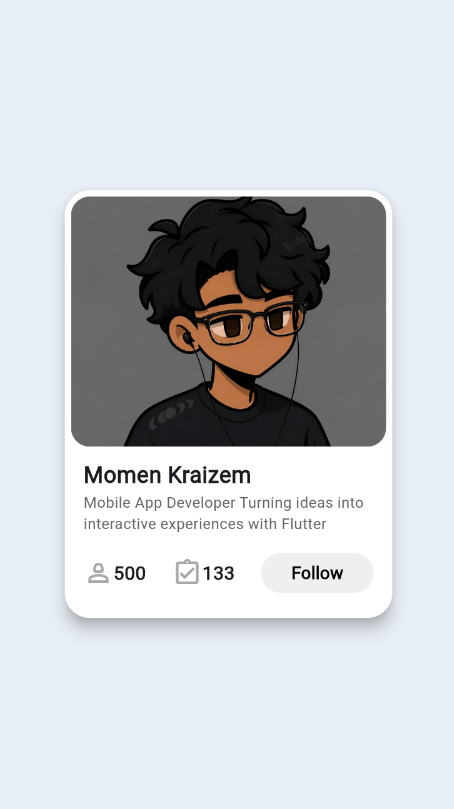 Momen Kraizem
Mobile App Developer Turning ideas into
interactive experiences with Flutter
500 133 Follow